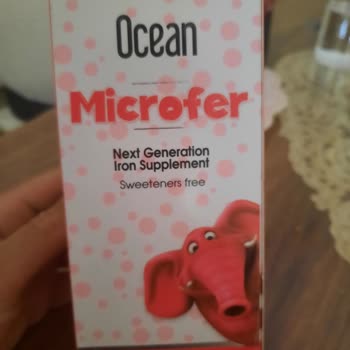 Ocean
Microfer
Next Generation
Iron Supplement
Sweeteners free